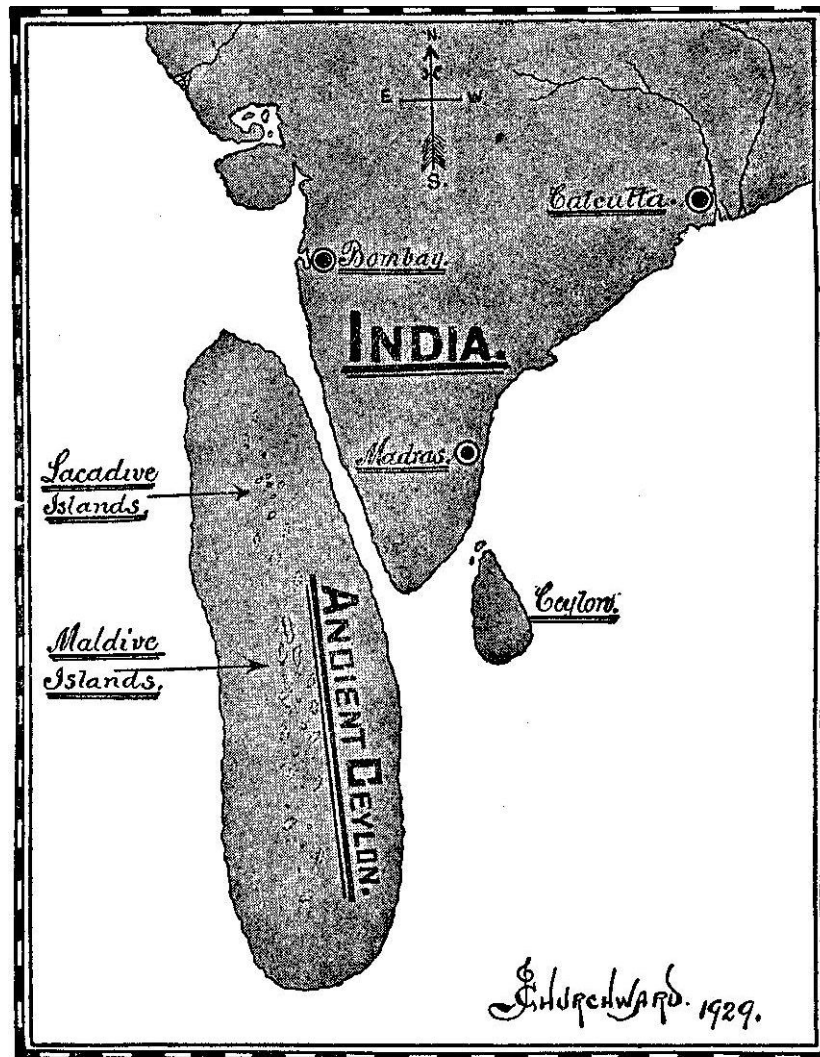 N
E W
S.
Calcutta.
Bombay.
INDIA.
Madras.
Lacadive
Islands,
Ceylon.
Maldive
Islands,
ANCIENT CEYLON.
J CHURCHWARD. 1929.